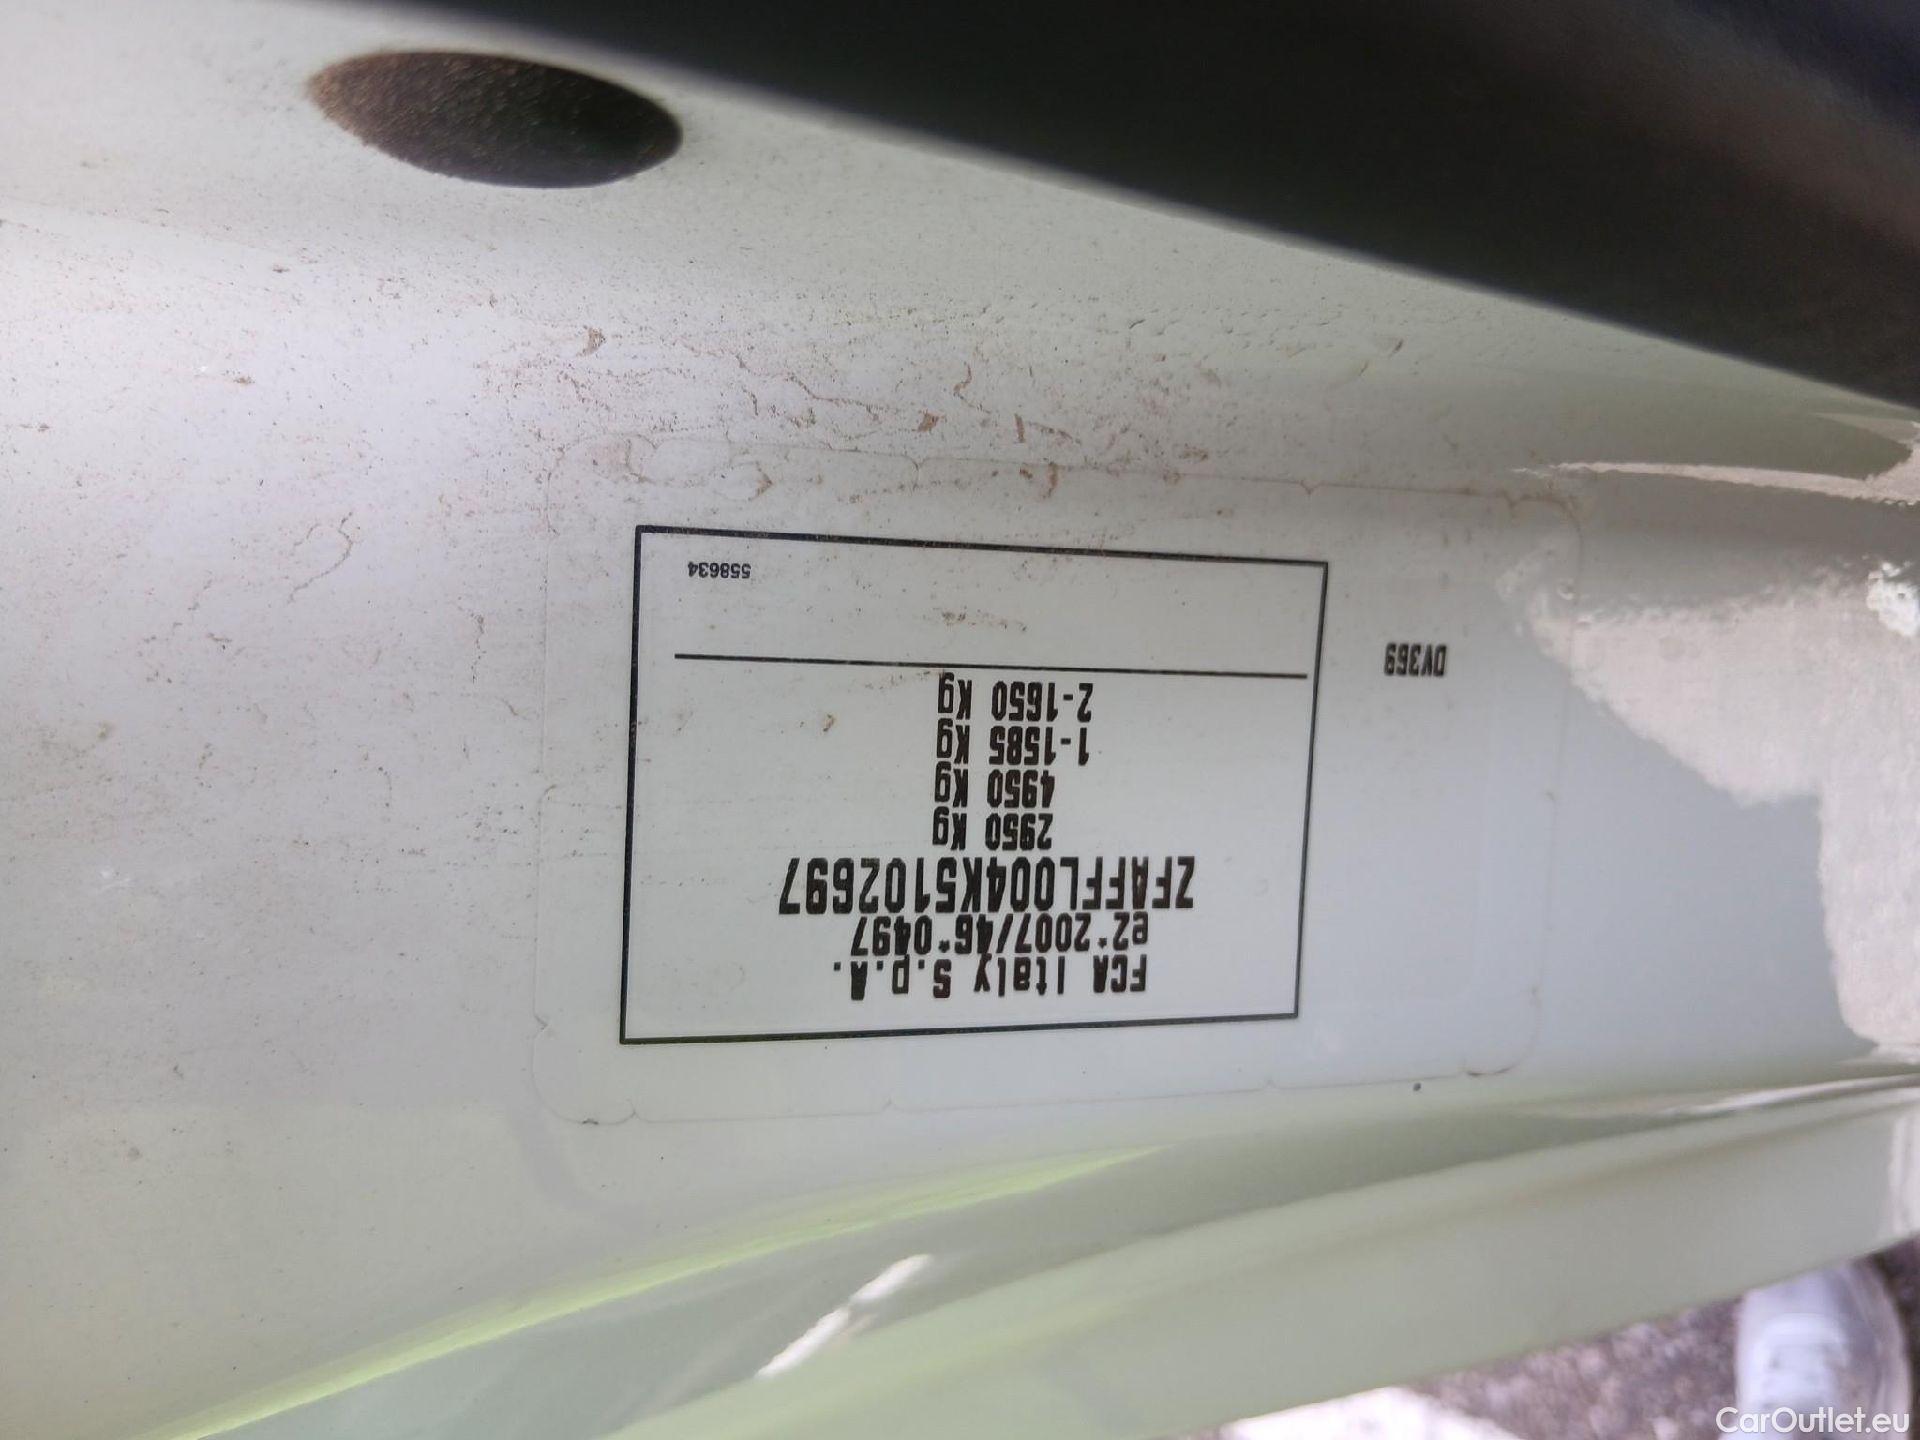 FCA Italy S.p.A.
e2*2007/46*0497
ZFAFFL004K5102697
2950 Kg
4950 Kg
1-1585 Kg
2-1650 Kg
558634
DV369
CarOutlet.eu